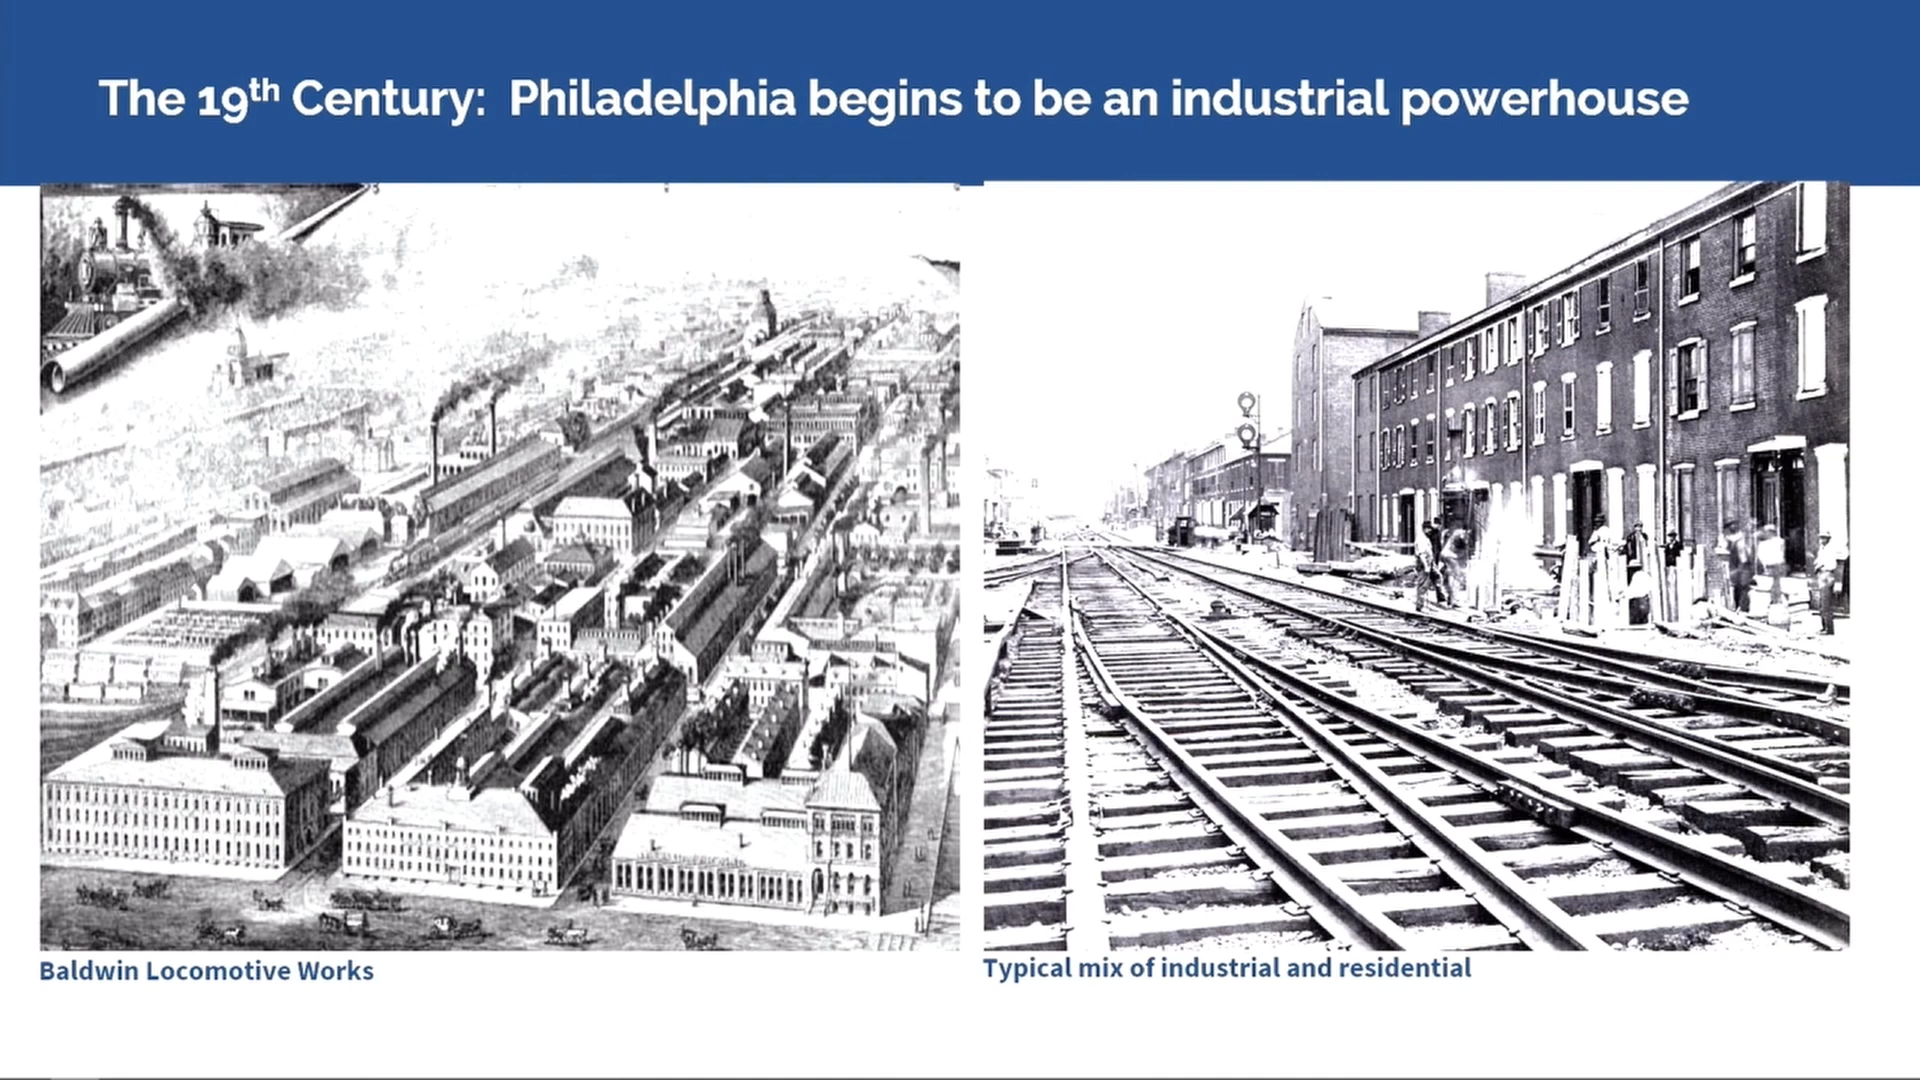 The 19th Century:  Philadelphia begins to be an industrial powerhouse
Baldwin Locomotive Works
Typical mix of industrial and residential